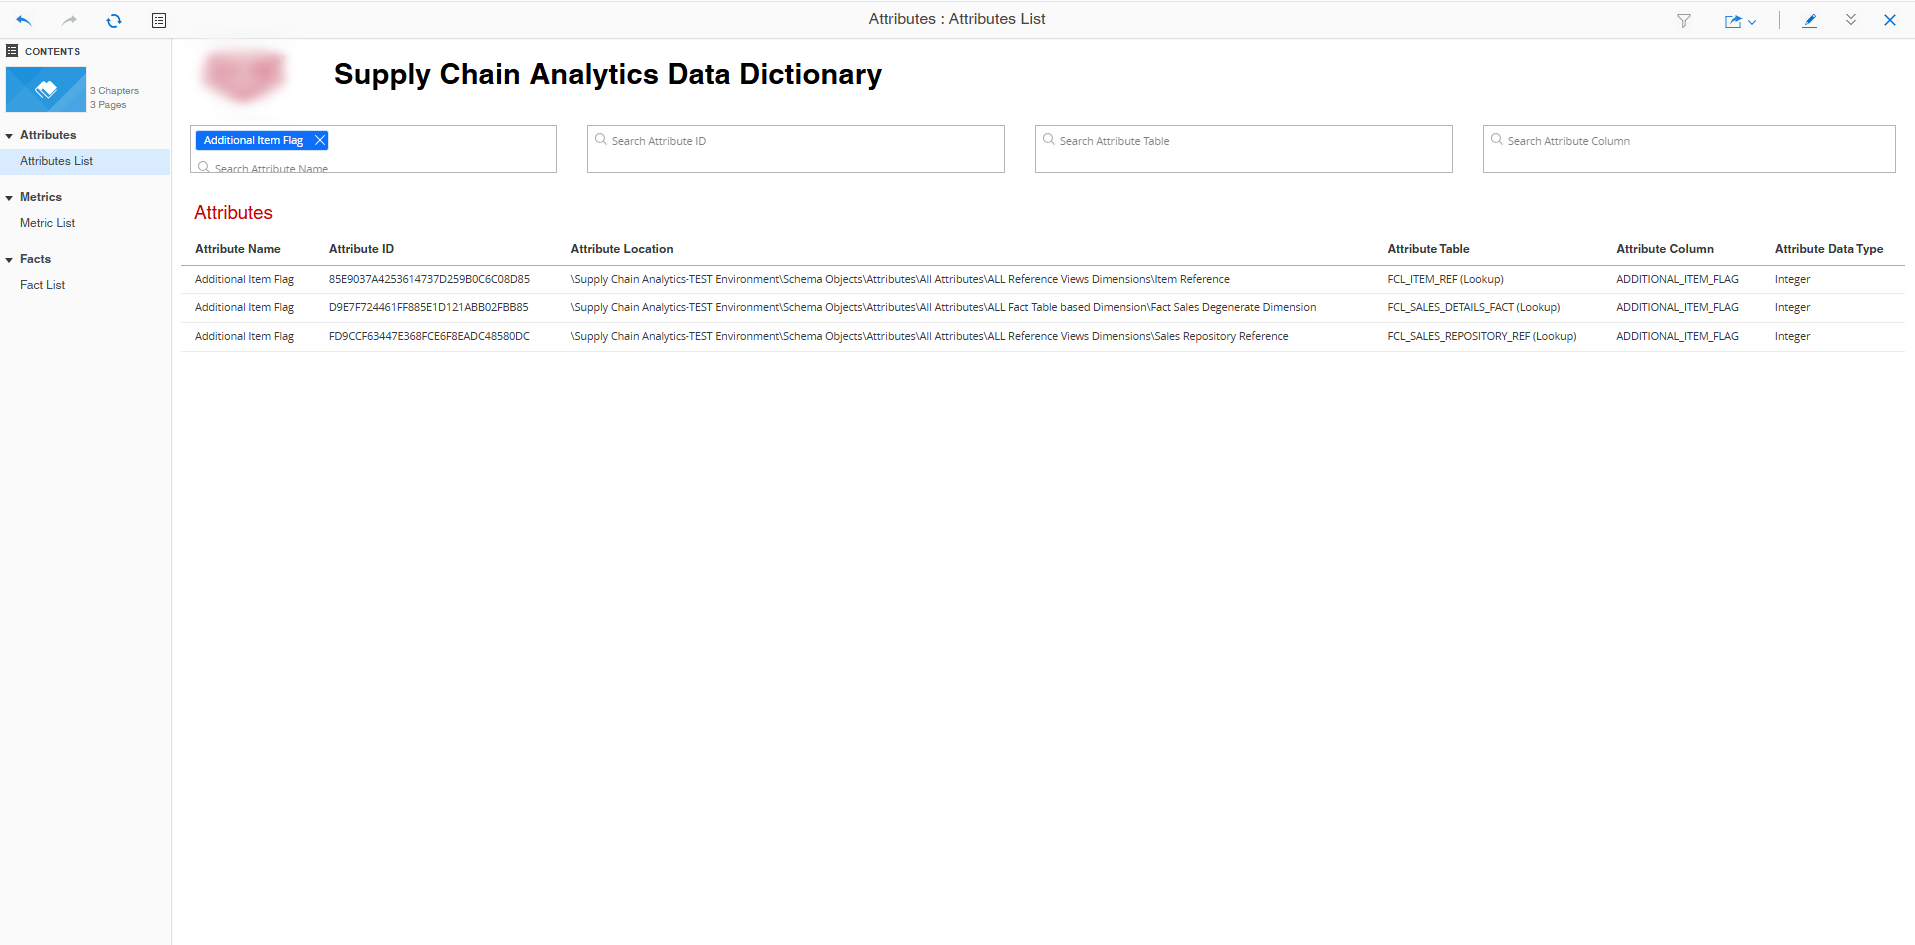 Attributes : Attributes List
CONTENTS
3 Chapters
3 Pages
Attributes
Attributes List
Metrics
Metric List
Facts
Fact List
Supply Chain Analytics Data Dictionary
Additional Item Flag
Search Attribute Name
Search Attribute ID
Search Attribute Table
Search Attribute Column
Attributes
Attribute Name Attribute ID Attribute Location Attribute Table Attribute Column Attribute Data Type
Additional Item Flag 85E9037A4253614737D259B0C6C08D85 \Supply Chain Analytics-TEST Environment\Schema Objects\Attributes\All Attributes\ALL Reference Views Dimensions\Item Reference FCL_ITEM_REF (Lookup) ADDITIONAL_ITEM_FLAG Integer
Additional Item Flag D9E7F724461FF885E1D121ABB02FBB85 \Supply Chain Analytics-TEST Environment\Schema Objects\Attributes\All Attributes\ALL Fact Table based Dimension\Fact Sales Degenerate Dimension FCL_SALES_DETAILS_FACT (Lookup) ADDITIONAL_ITEM_FLAG Integer
Additional Item Flag FD9CCF63447E368FCE6F8EADC48580DC \Supply Chain Analytics-TEST Environment\Schema Objects\Attributes\All Attributes\ALL Reference Views Dimensions\Sales Repository Reference FCL_SALES_REPOSITORY_REF (Lookup) ADDITIONAL_ITEM_FLAG Integer